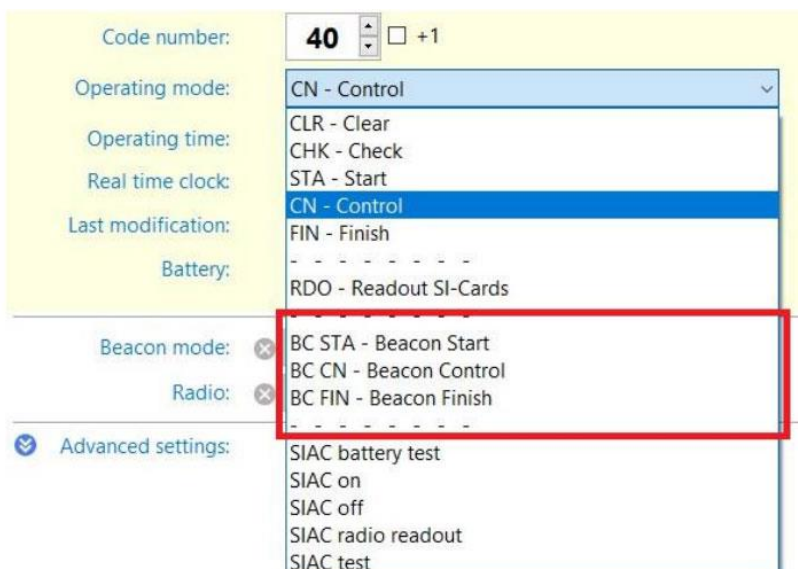 Code number: 40 +1
Operating mode: CN - Control
CLR - Clear
Operating time: CHK - Check
Real time clock: STA - Start
CN - Control
Last modification: FIN - Finish
- - - - - - - -
Battery: RDO - Readout SI-Cards
- - - - - - - -
Beacon mode: BC STA - Beacon Start
BC CN - Beacon Control
Radio: BC FIN - Beacon Finish
- - - - - - - -
Advanced settings: SIAC battery test
SIAC on
SIAC off
SIAC radio readout
SIAC test